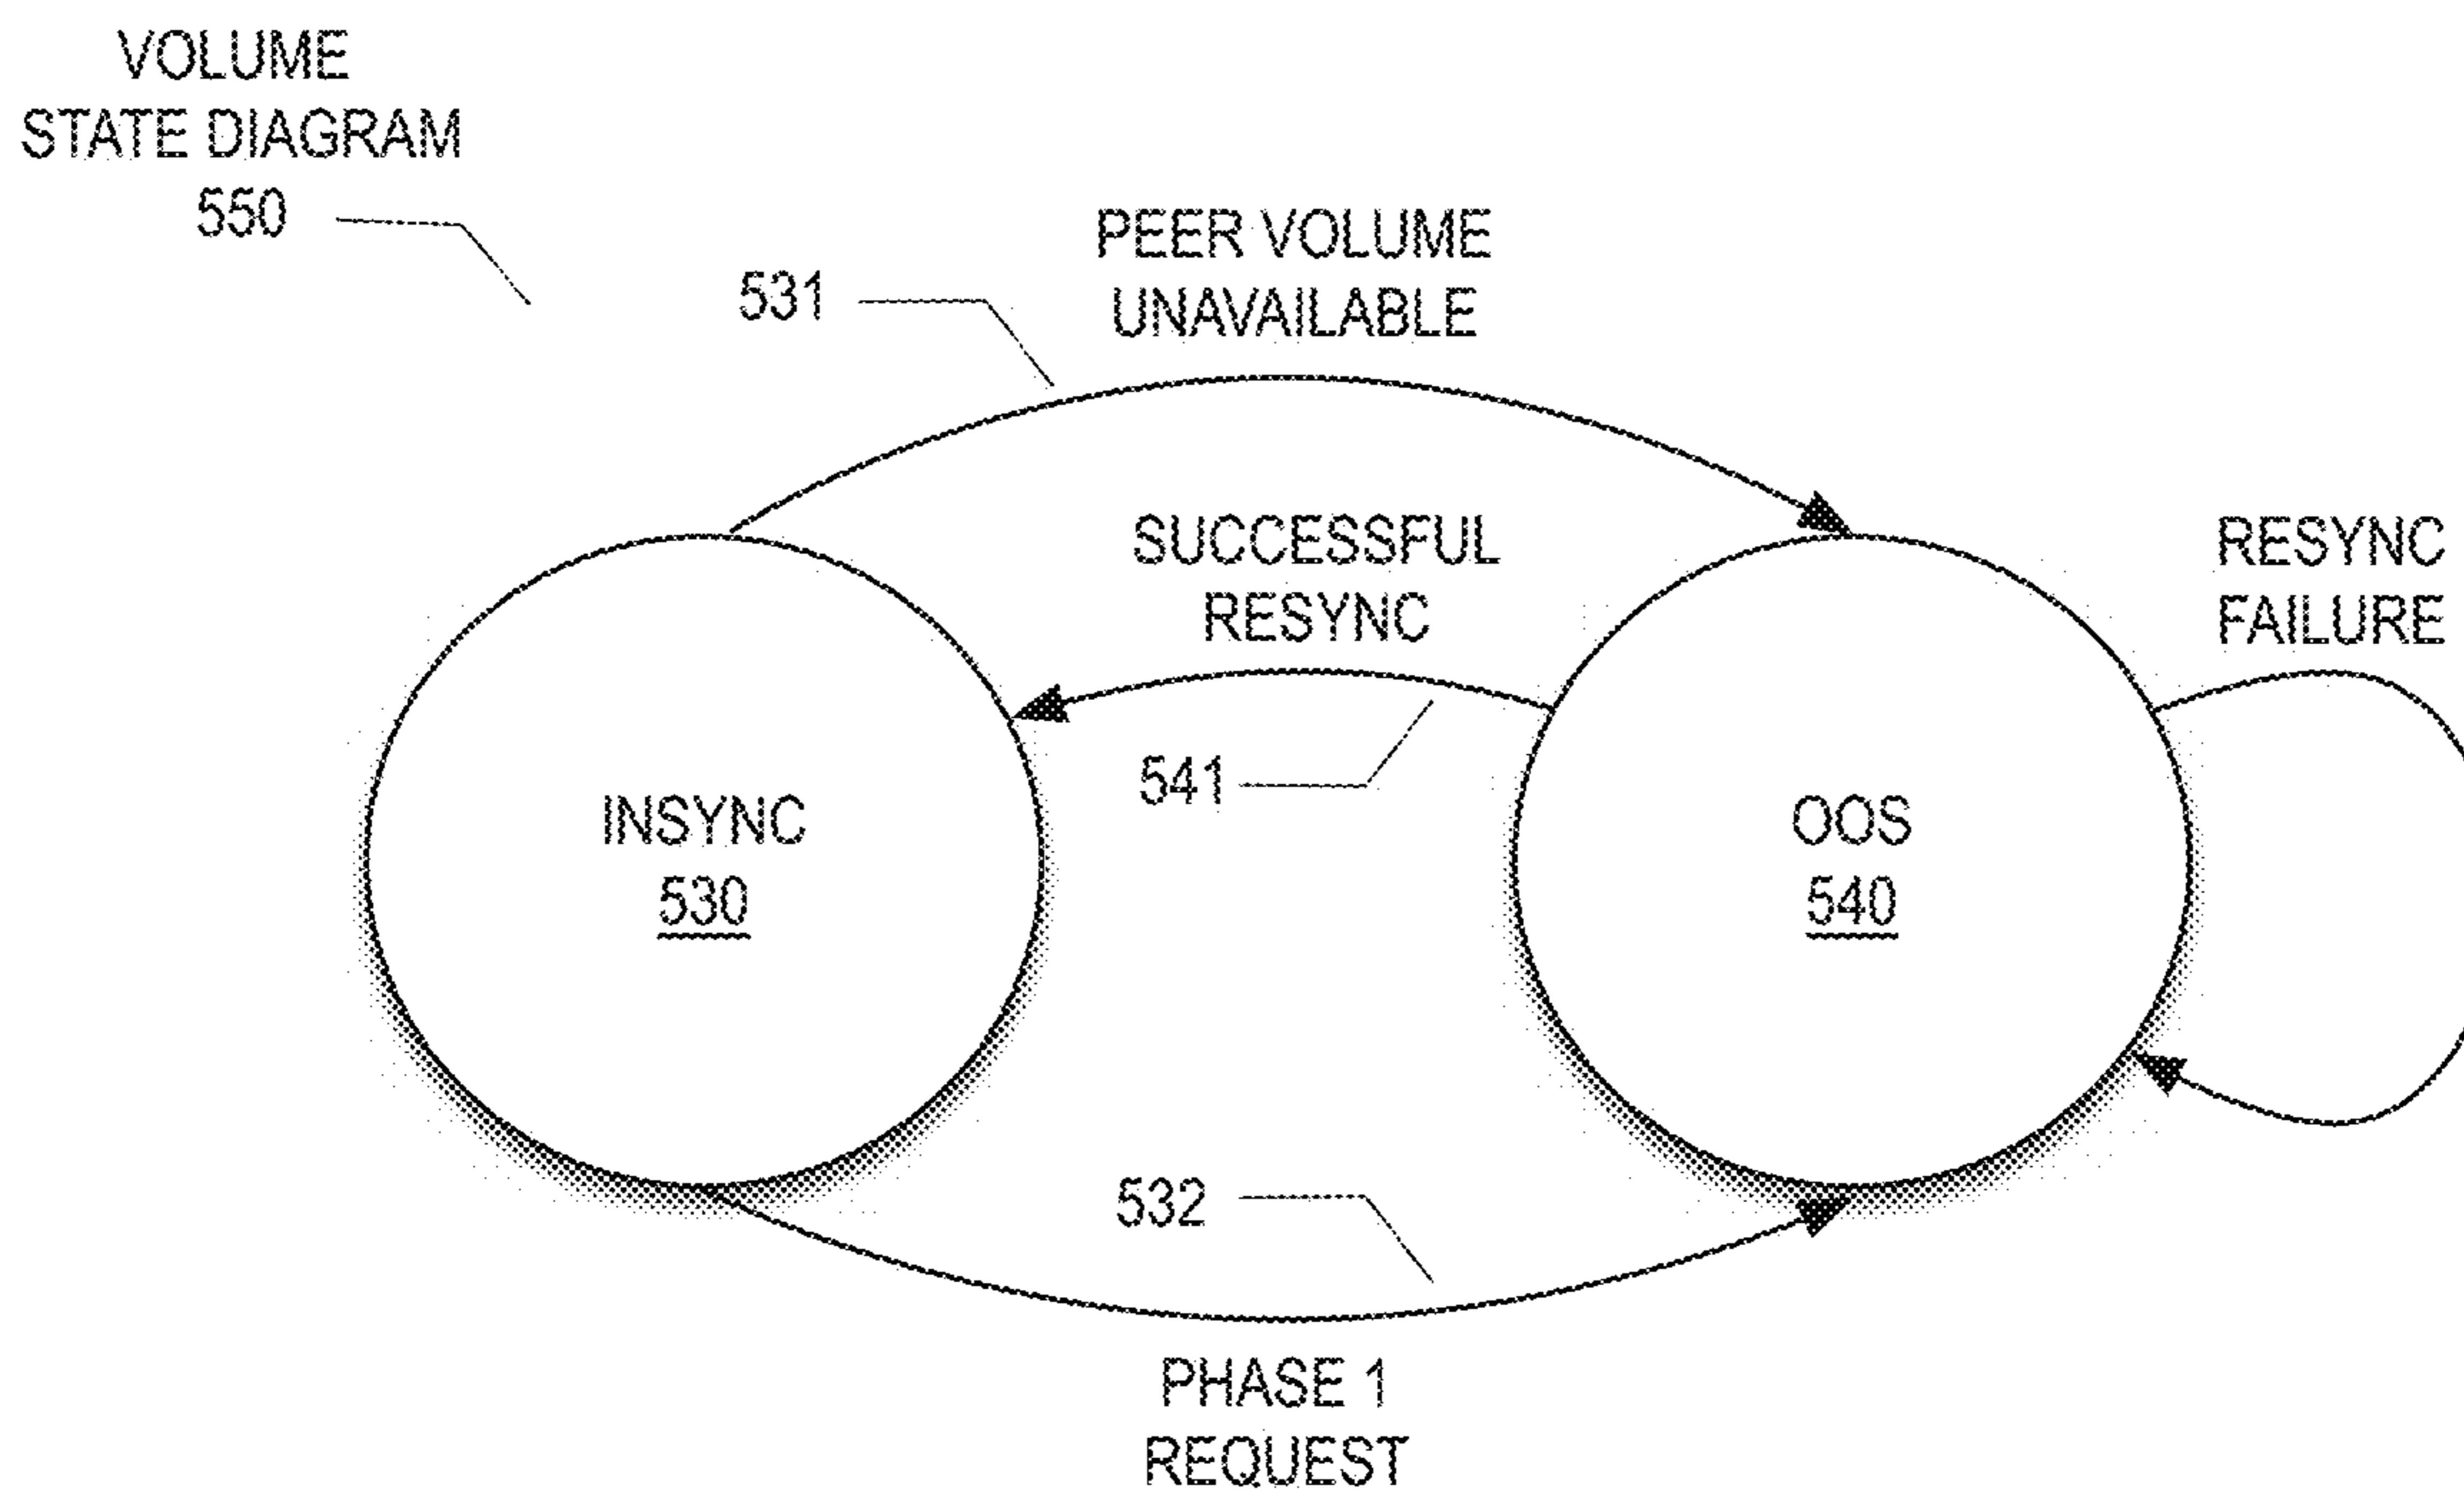 VOLUME
STATE DIAGRAM
550
531
PEER VOLUME
UNAVAILABLE
SUCCESSFUL
RESYNC
541
RESYNC
FAILURE
INSYNC
530
OOS
540
532
PHASE 1
REQUEST